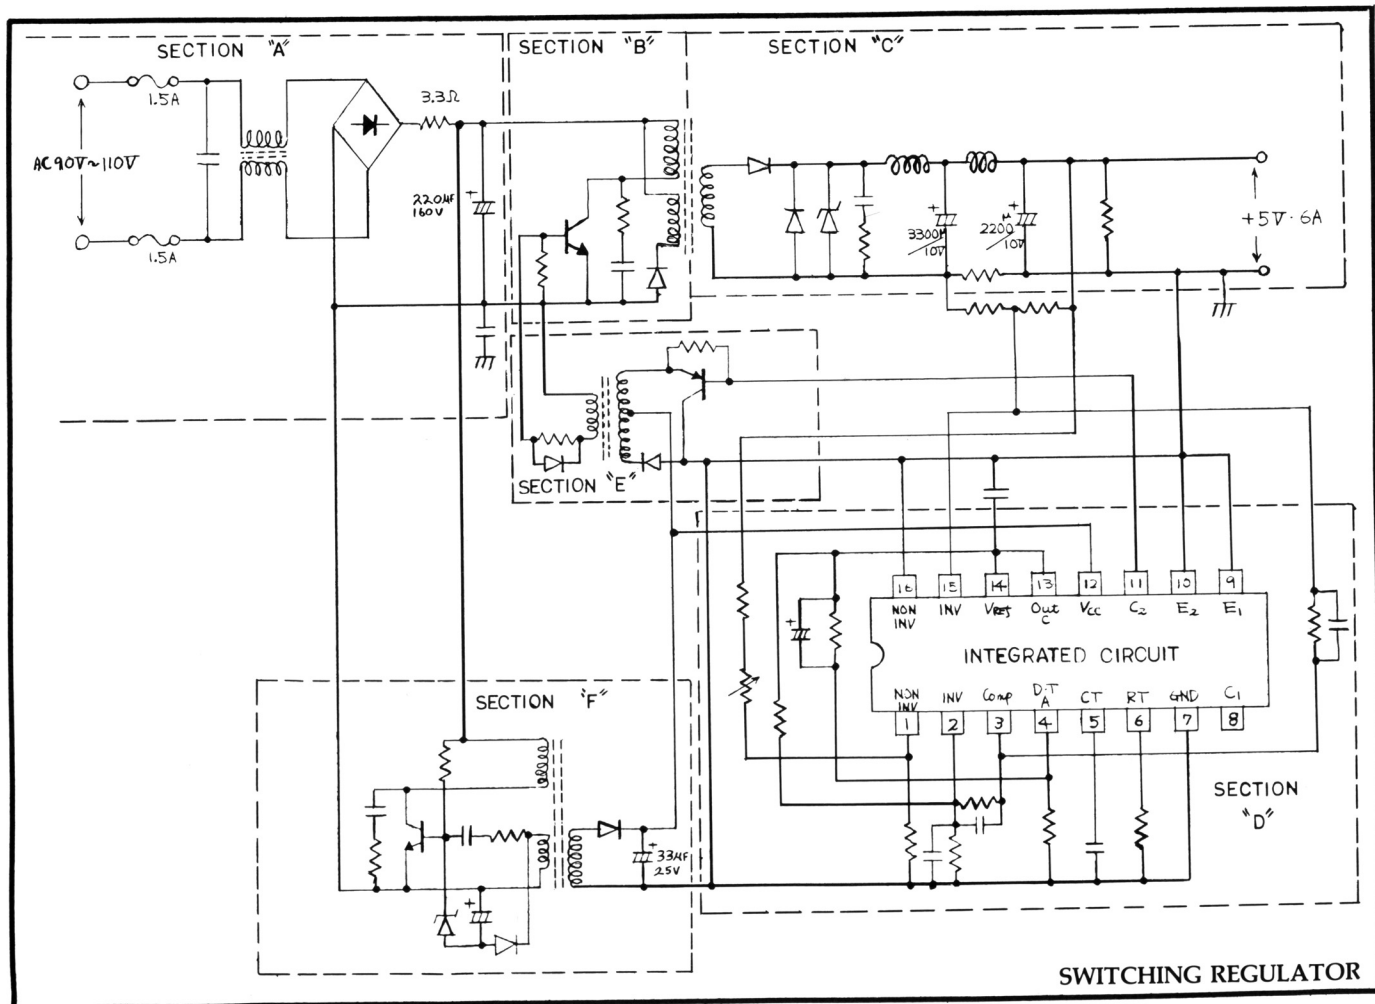 SECTION "A"
SECTION "B"
SECTION "C"
1.5A
3.3Ω
AC 90V~110V
220µF
160V
1.5A
3300µ
10V
2200µ
10V
+5V·6A
SECTION "E"
16 15 14 13 12 11 10 9
NON INV
INV
VRef
Out C
Vcc
C2
E2
E1
INTEGRATED CIRCUIT
NON INV
INV
Comp
D·T A
CT
RT
GND
C1
1 2 3 4 5 6 7 8
SECTION "D"
SECTION "F"
33µF
25V
SWITCHING REGULATOR